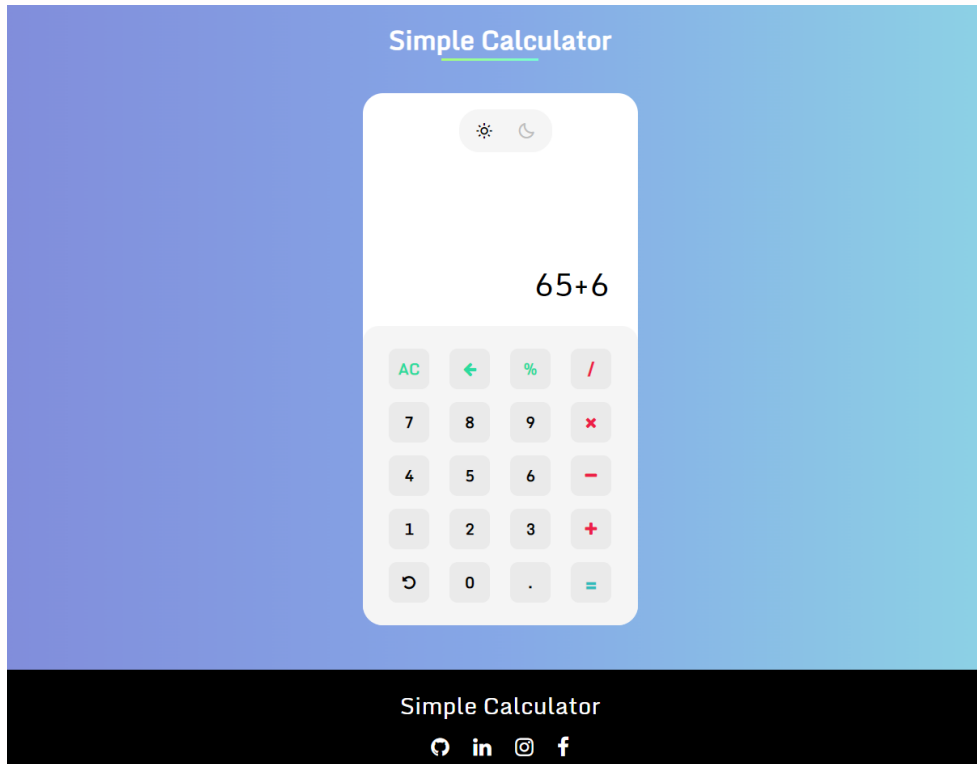 Simple Calculator
65+6
AC % /
7 8 9 ×
4 5 6 −
1 2 3 +
0 . =
Simple Calculator